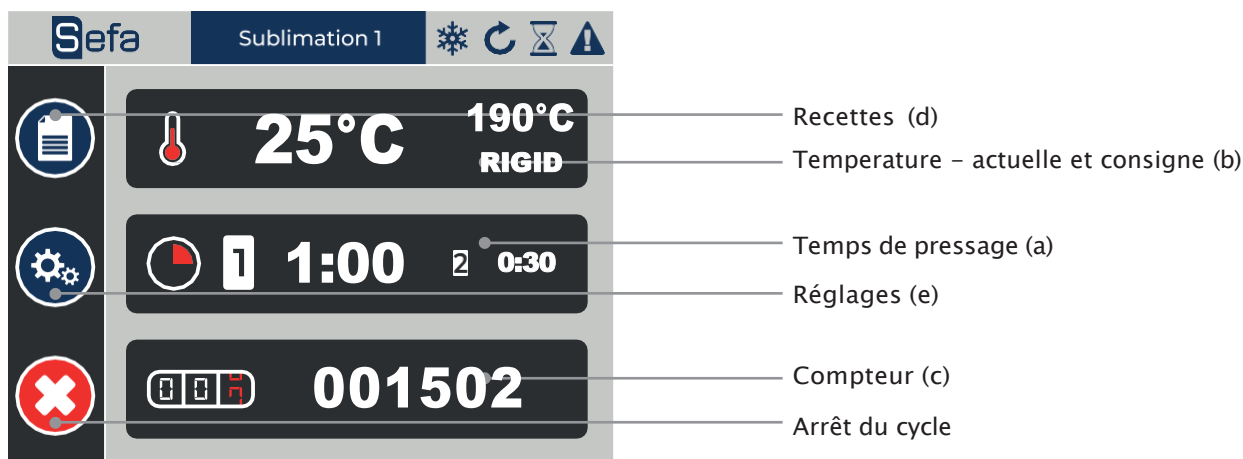 Sefa
Sublimation 1
25°C
190°C
RIGID
1 1:00 2 0:30
001502
Recettes (d)
Temperature – actuelle et consigne (b)
Temps de pressage (a)
Réglages (e)
Compteur (c)
Arrêt du cycle